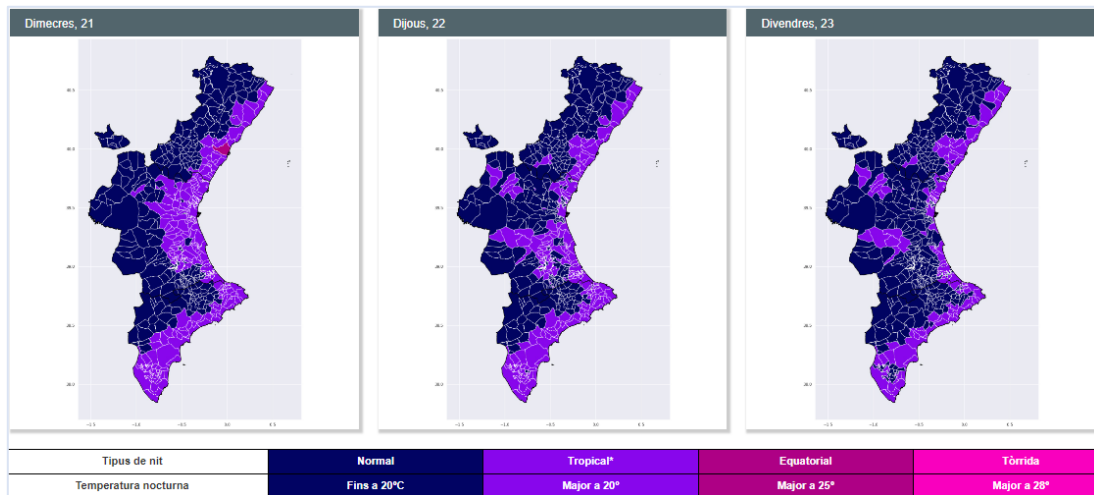 Dimecres, 21
Dijous, 22
Divendres, 23
Tipus de nit Normal Tropical* Equatorial Tòrrida
Temperatura nocturna Fins a 20ºC Major a 20º Major a 25º Major a 28º